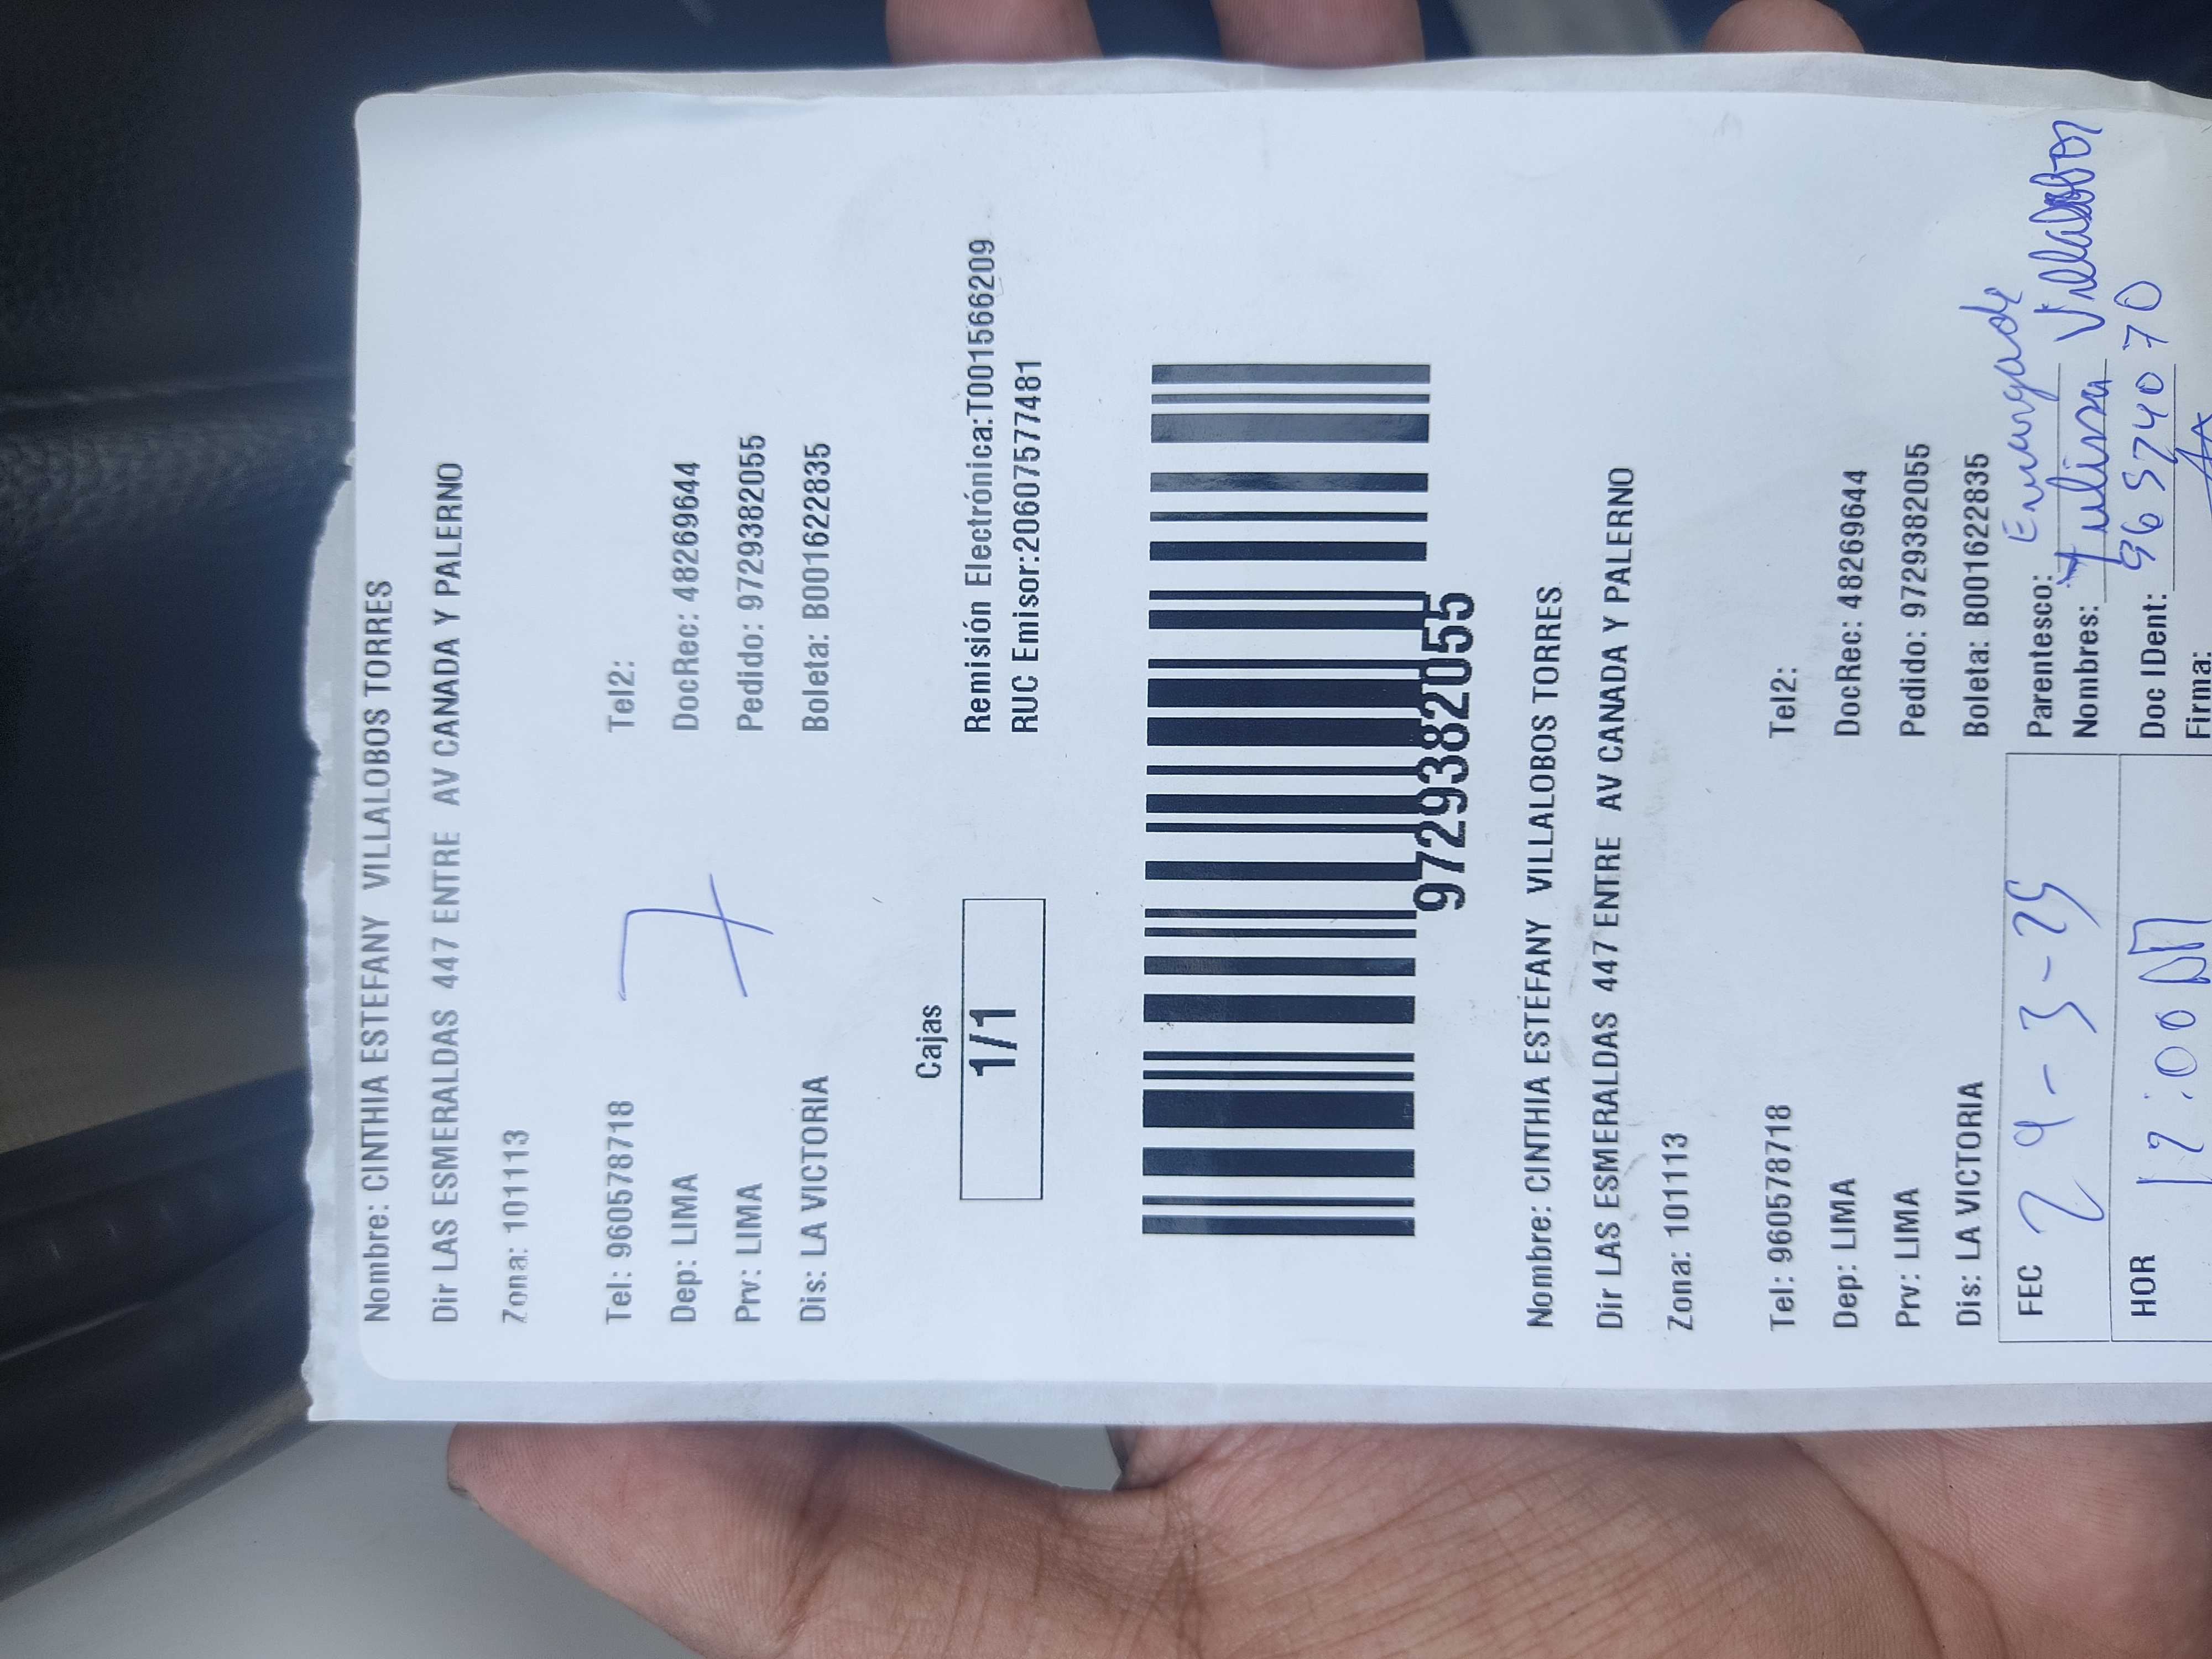 Nombre: CINTHIA ESTEFANY VILLALOBOS TORRES
Dir LAS ESMERALDAS 447 ENTRE AV CANADA Y PALERNO
Zona: 101113
Tel: 960578718 Tel2:
Dep: LIMA DocRec: 48269644
Prv: LIMA Pedido: 9729382055
Dis: LA VICTORIA Boleta: B001622835
7
Cajas
1/1
Remisión Electrónica:T001566209
RUC Emisor:20607577481
9729382055
Nombre: CINTHIA ESTEFANY VILLALOBOS TORRES
Dir LAS ESMERALDAS 447 ENTRE AV CANADA Y PALERNO
Zona: 101113
Tel: 960578718 Tel2:
Dep: LIMA DocRec: 48269644
Prv: LIMA Pedido: 9729382055
Dis: LA VICTORIA Boleta: B001622835
FEC 29-3-25 Parentesco:
Nombres: Villalobos
HOR 12:00 Doc IDent:
Firma: